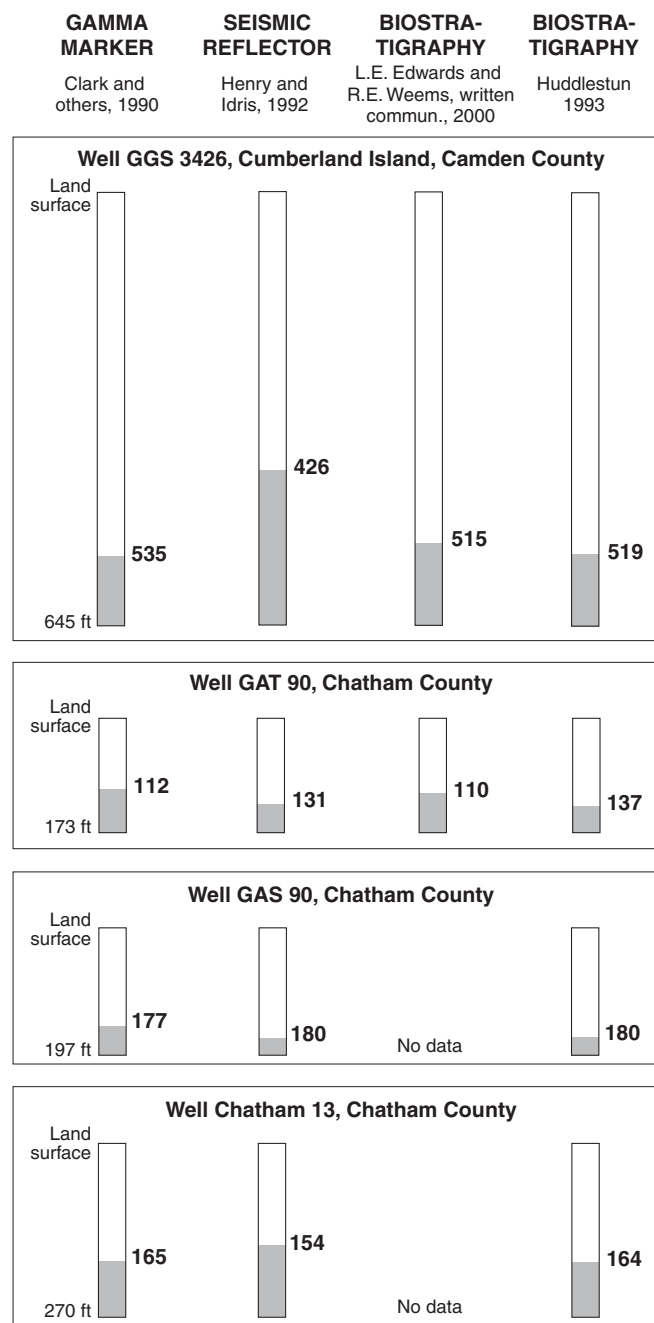 GAMMA
MARKER
Clark and
others, 1990
SEISMIC
REFLECTOR
Henry and
Idris, 1992
BIOSTRA-
TIGRAPHY
L.E. Edwards and
R.E. Weems, written
commun., 2000
BIOSTRA-
TIGRAPHY
Huddlestun
1993
Well GGS 3426, Cumberland Island, Camden County
Land
surface
535
426
515
519
645 ft
Well GAT 90, Chatham County
Land
surface
112
131
110
137
173 ft
Well GAS 90, Chatham County
Land
surface
177
180
No data
180
197 ft
Well Chatham 13, Chatham County
Land
surface
165
154
No data
164
270 ft